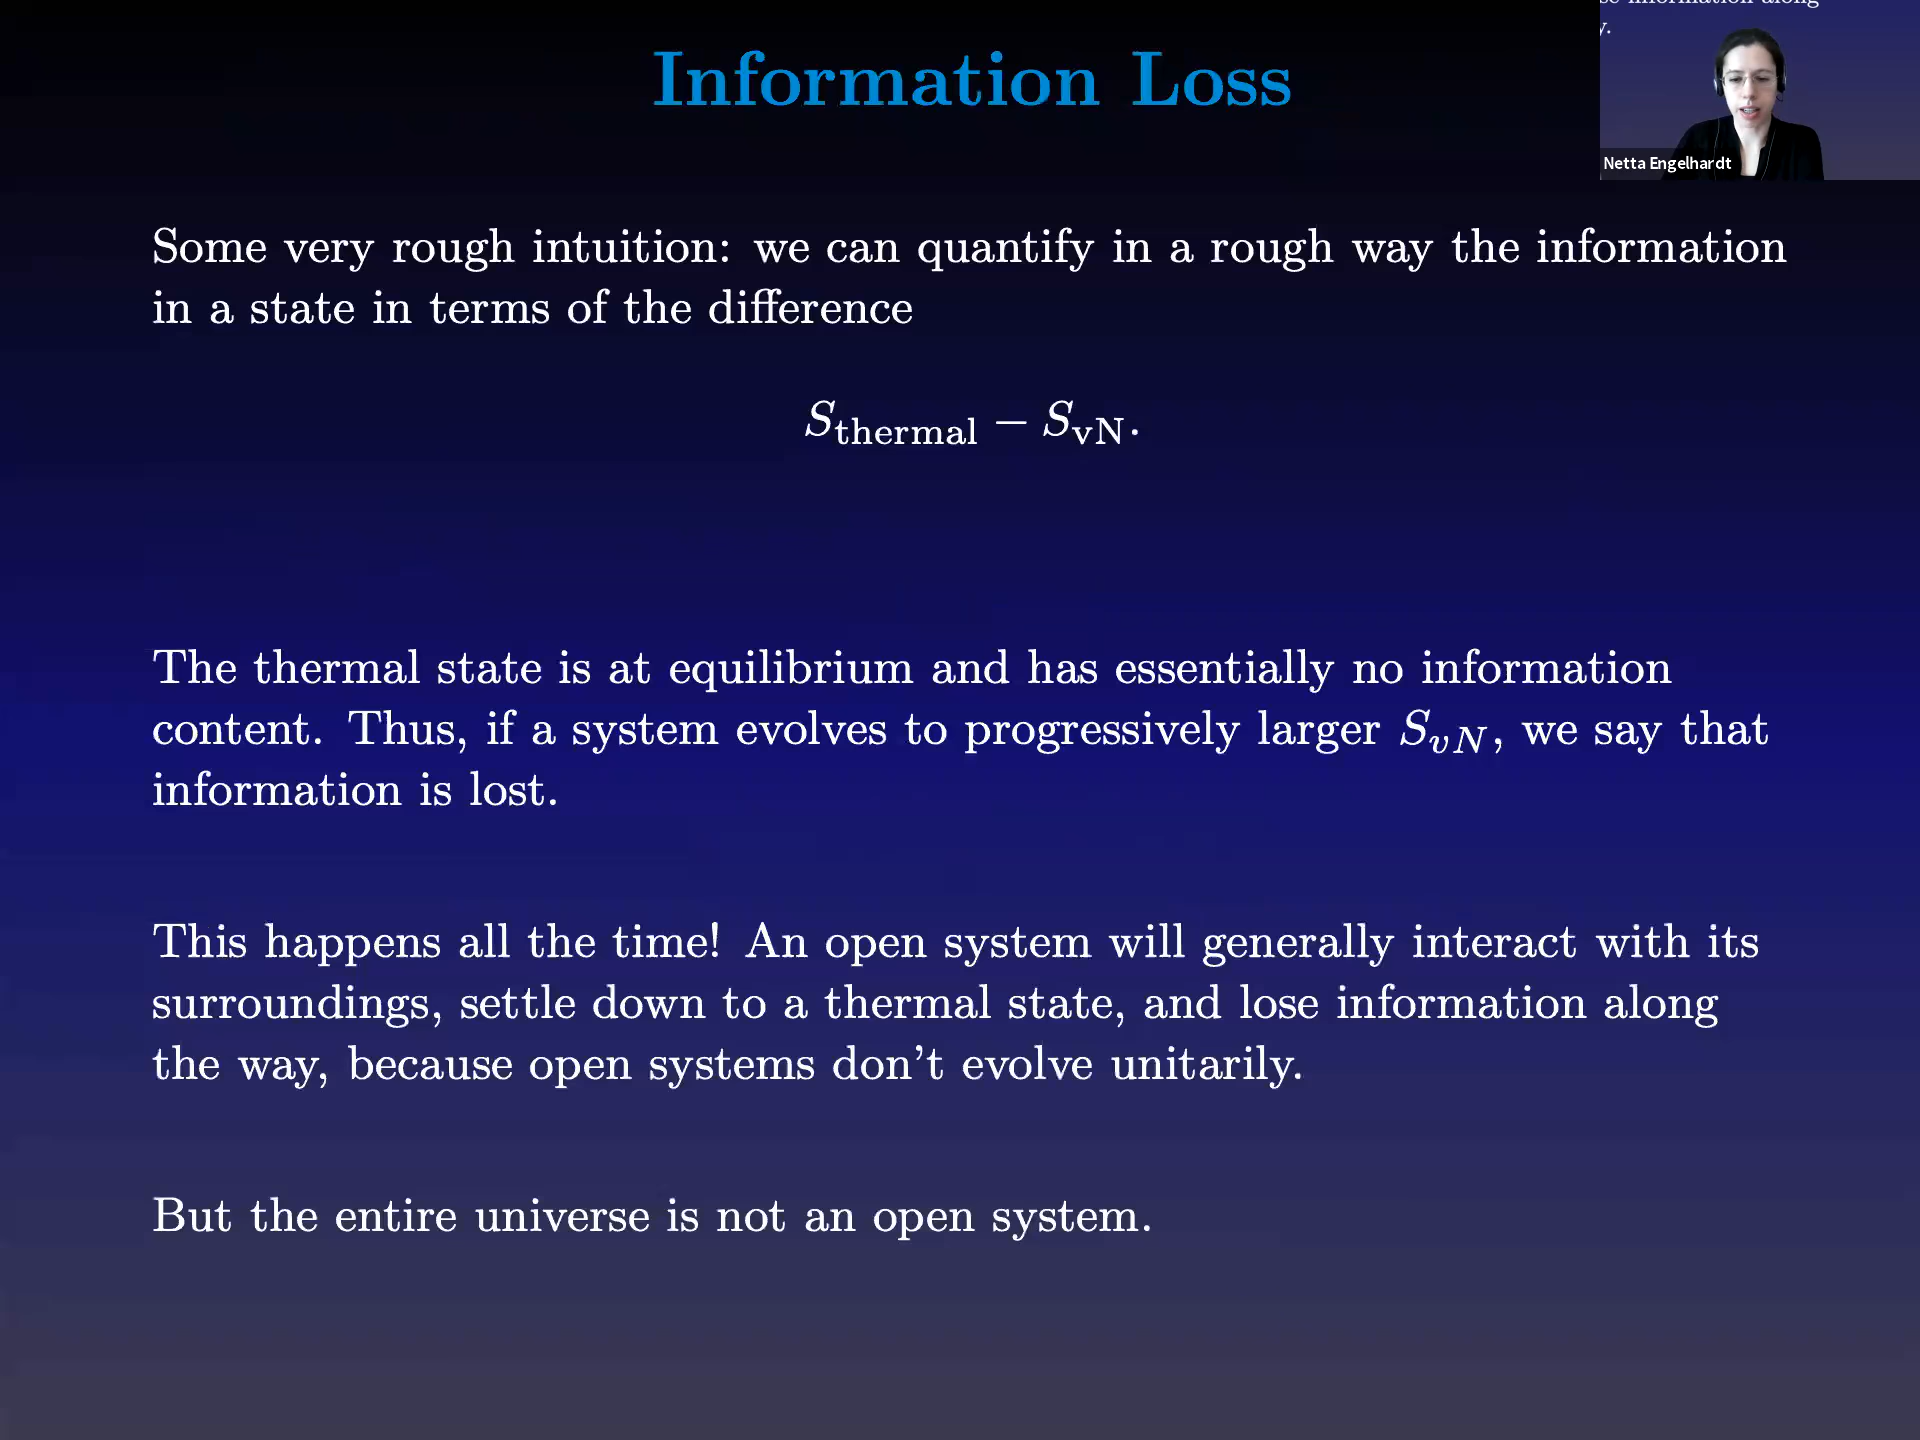 Information Loss
se information along
y.
Netta Engelhardt
Some very rough intuition: we can quantify in a rough way the information
in a state in terms of the difference
S_thermal − S_vN.
The thermal state is at equilibrium and has essentially no information
content. Thus, if a system evolves to progressively larger S_vN, we say that
information is lost.
This happens all the time! An open system will generally interact with its
surroundings, settle down to a thermal state, and lose information along
the way, because open systems don't evolve unitarily.
But the entire universe is not an open system.